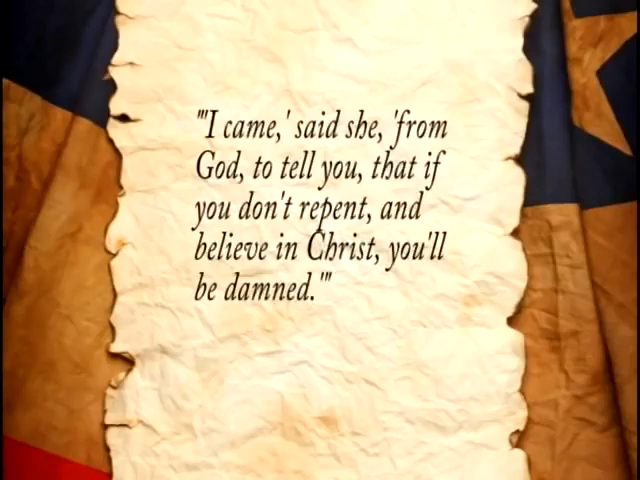 "'I came,' said she, 'from
God, to tell you, that if
you don't repent, and
believe in Christ, you'll
be damned.'"